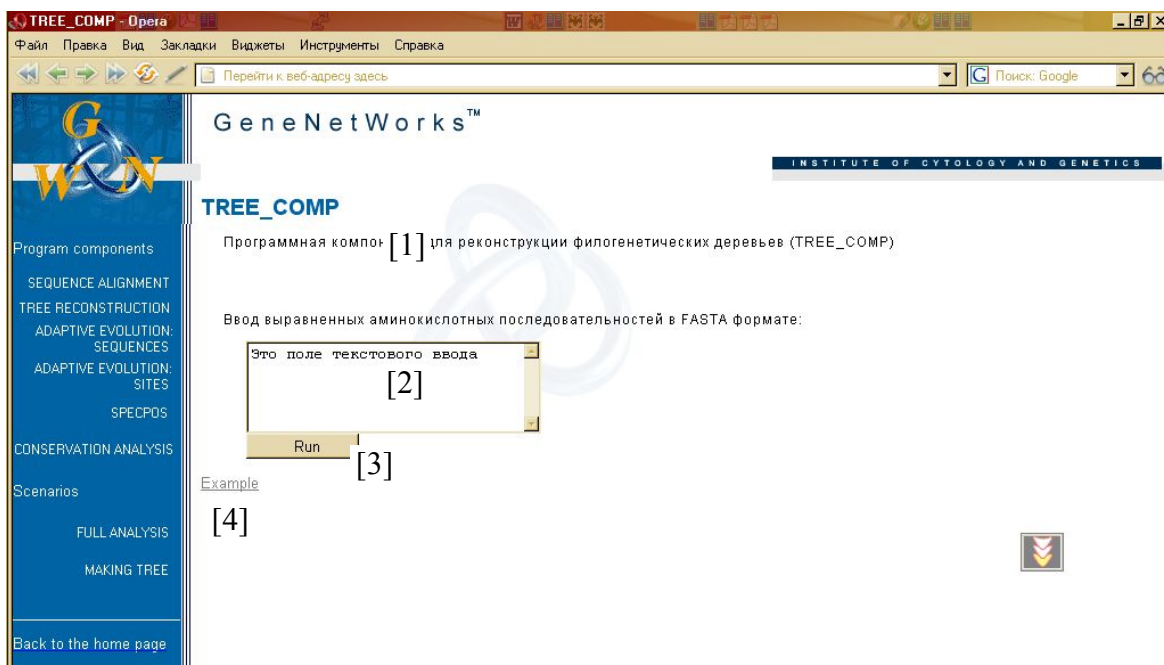 TREE_COMP - Opera
Файл Правка Вид Закладки Виджеты Инструменты Справка
Перейти к веб-адресу здесь
G Поиск: Google
G
W N
GeneNetWorks™
INSTITUTE OF CYTOLOGY AND GENETICS
TREE_COMP
Программная [1] для реконструкции филогенетических деревьев (TREE_COMP)
Program components
SEQUENCE ALIGNMENT
TREE RECONSTRUCTION
ADAPTIVE EVOLUTION:
SEQUENCES
ADAPTIVE EVOLUTION:
SITES
SPECPOS
CONSERVATION ANALYSIS
Scenarios
FULL ANALYSIS
MAKING TREE
Back to the home page
Ввод выравненных аминокислотных последовательностей в FASTA формате:
Это поле текстового ввода
[2]
Run
[3]
Example
[4]